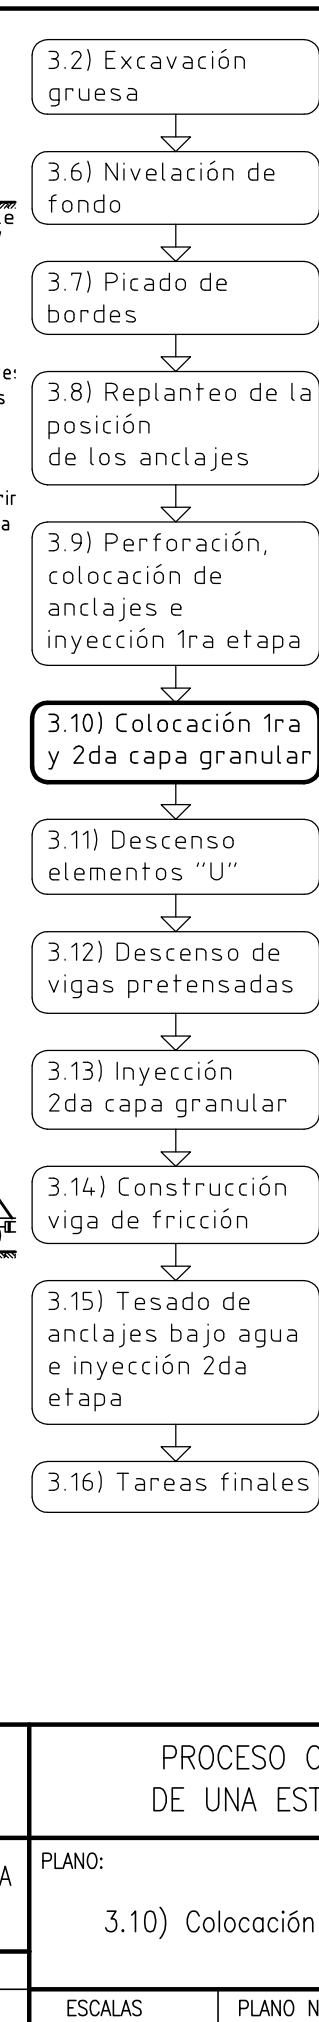 3.2) Excavación
gruesa
3.6) Nivelación de
fondo
3.7) Picado de
bordes
3.8) Replanteo de la
posición
de los anclajes
3.9) Perforación,
colocación de
anclajes e
inyección 1ra etapa
3.10) Colocación 1ra
y 2da capa granular
3.11) Descenso
elementos "U"
3.12) Descenso de
vigas pretensadas
3.13) Inyección
2da capa granular
3.14) Construcción
viga de fricción
3.15) Tesado de
anclajes bajo agua
e inyección 2da
etapa
3.16) Tareas finales
PROCESO
DE UNA EST
PLANO:
3.10) Colocación
ESCALAS
PLANO N